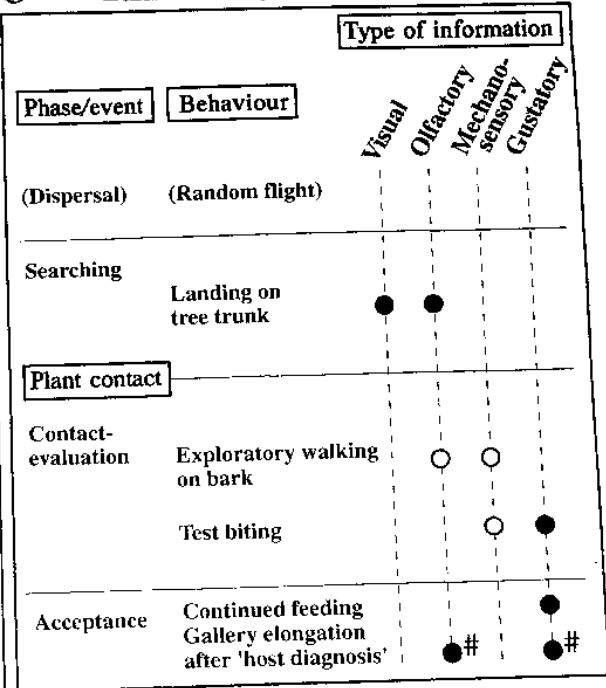 Type of information
Phase/event Behaviour Visual Olfactory Mechano-
sensory Gustatory
(Dispersal) (Random flight)
Searching
Landing on
tree trunk
Plant contact
Contact-
evaluation Exploratory walking
on bark
Test biting
Acceptance Continued feeding
Gallery elongation
after 'host diagnosis' # #